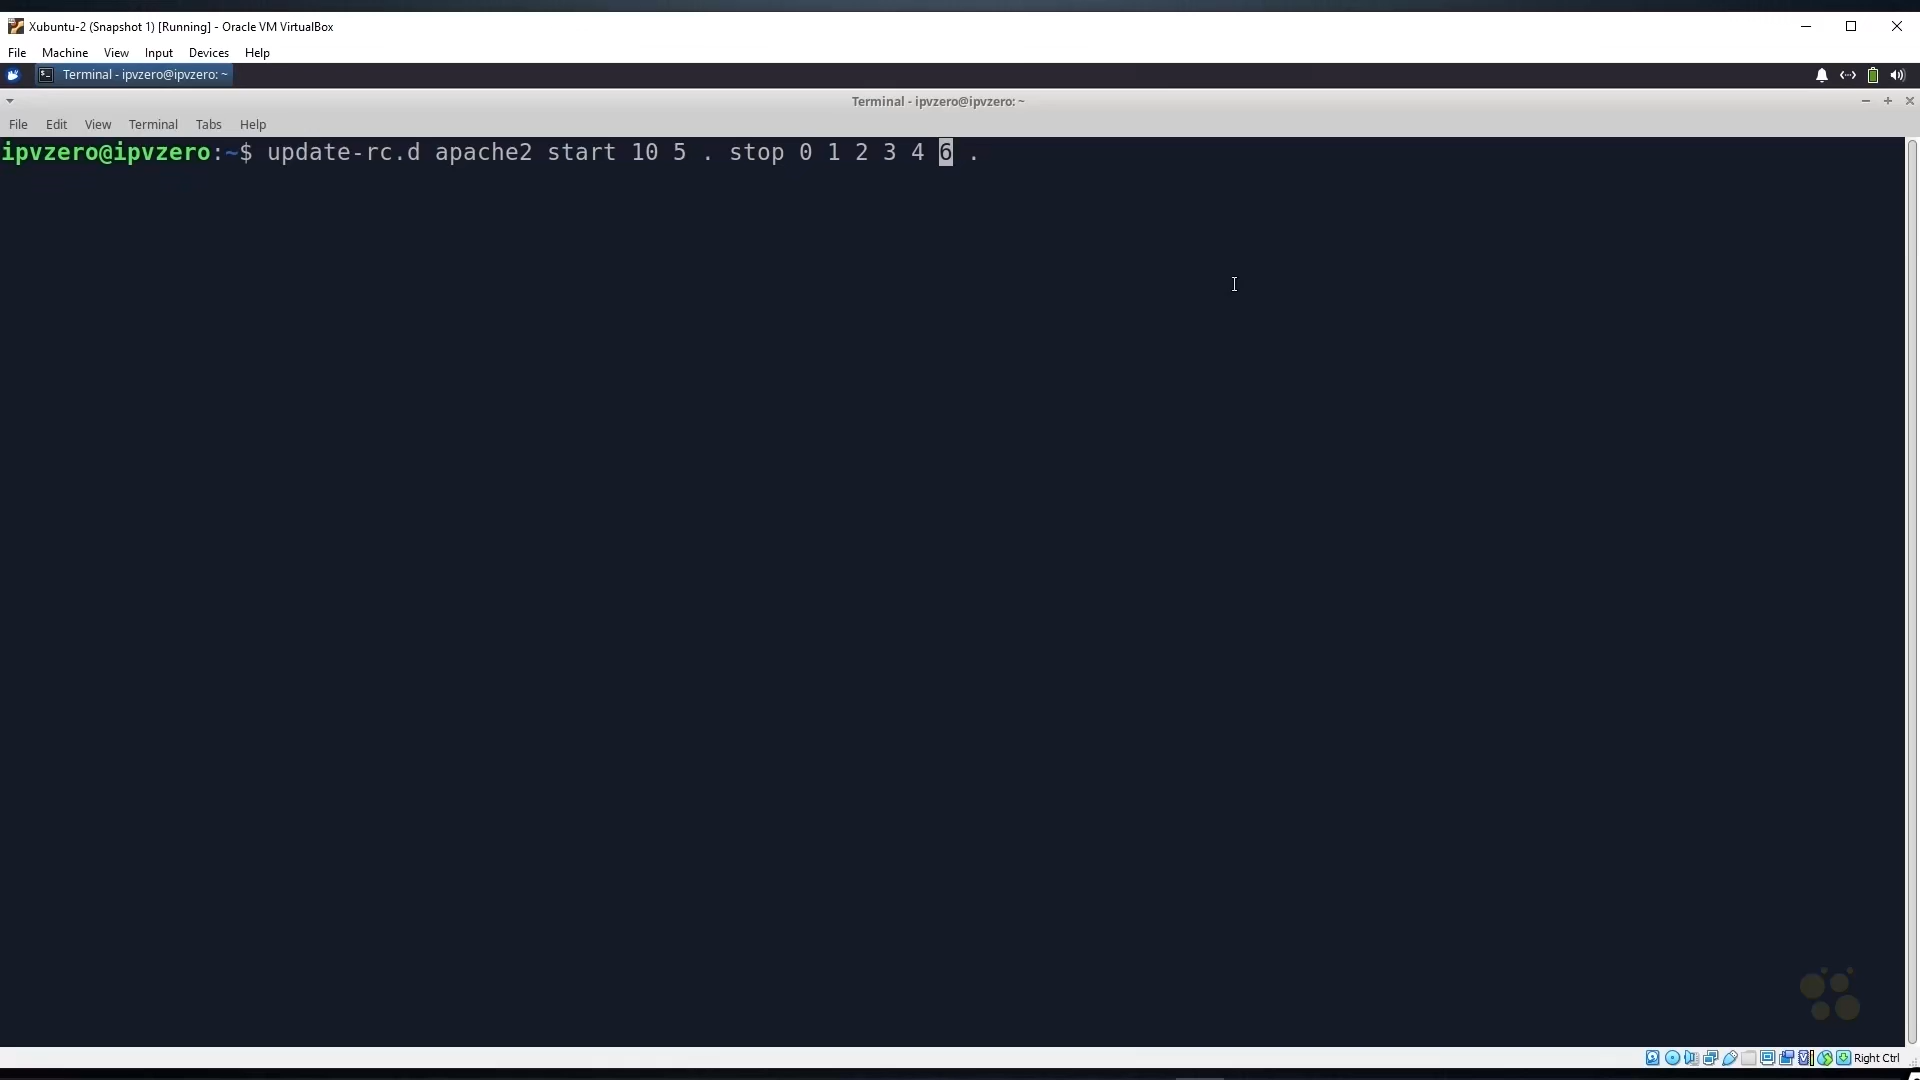 Xubuntu-2 (Snapshot 1) [Running] - Oracle VM VirtualBox
File Machine View Input Devices Help
Terminal - ipvzero@ipvzero: ~
Terminal - ipvzero@ipvzero: ~
File Edit View Terminal Tabs Help
ipvzero@ipvzero:~$ update-rc.d apache2 start 10 5 . stop 0 1 2 3 4 6 .
Right Ctrl